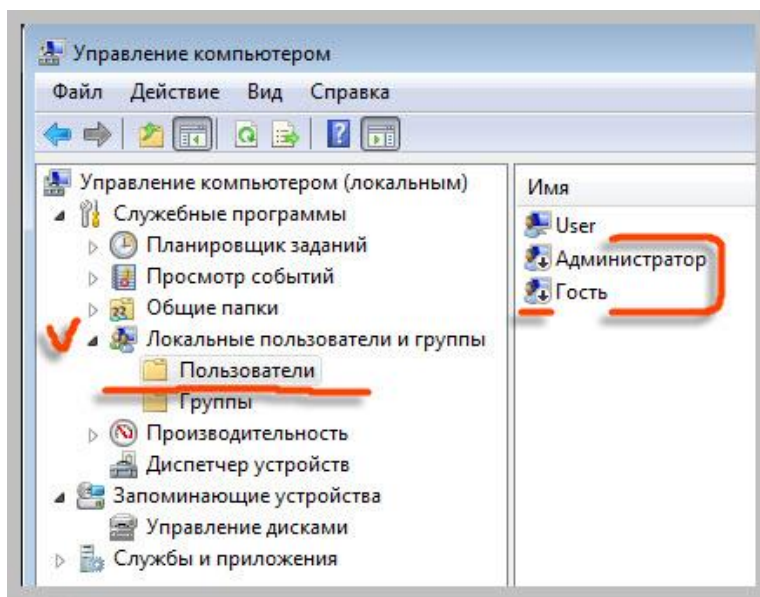 Управление компьютером
Файл Действие Вид Справка
Управление компьютером (локальным)
Служебные программы
Планировщик заданий
Просмотр событий
Общие папки
Локальные пользователи и группы
Пользователи
Группы
Производительность
Диспетчер устройств
Запоминающие устройства
Управление дисками
Службы и приложения
Имя
User
Администратор
Гость